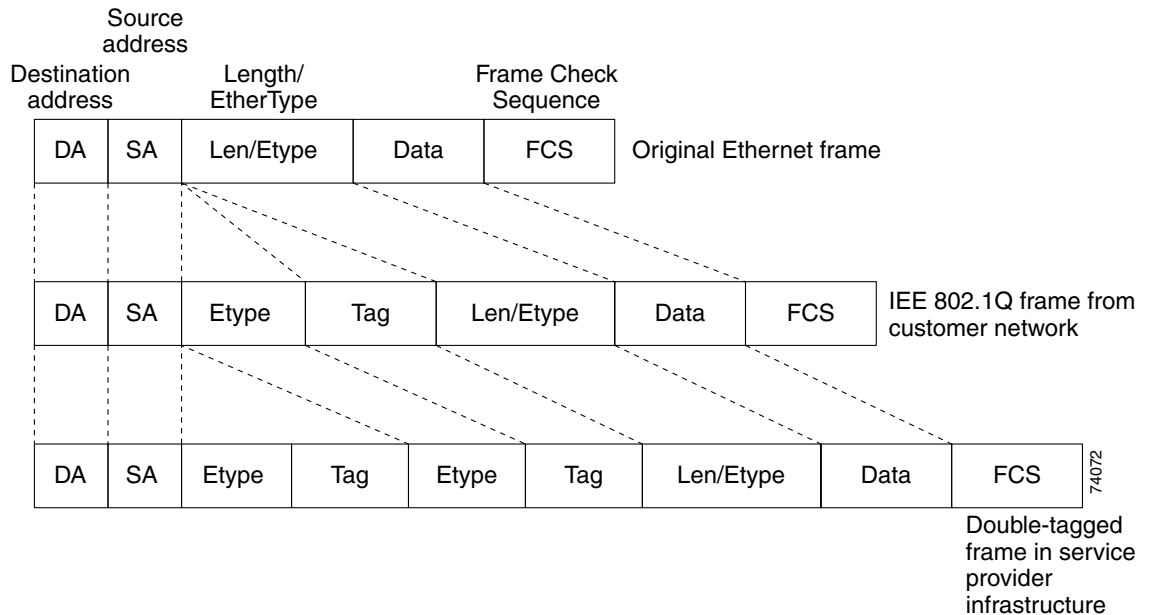 Source
address
Destination
address
Length/
EtherType
Frame Check
Sequence
DA SA Len/Etype Data FCS Original Ethernet frame
DA SA Etype Tag Len/Etype Data FCS
IEE 802.1Q frame from
customer network
DA SA Etype Tag Etype Tag Len/Etype Data FCS
74072
Double-tagged
frame in service
provider
infrastructure